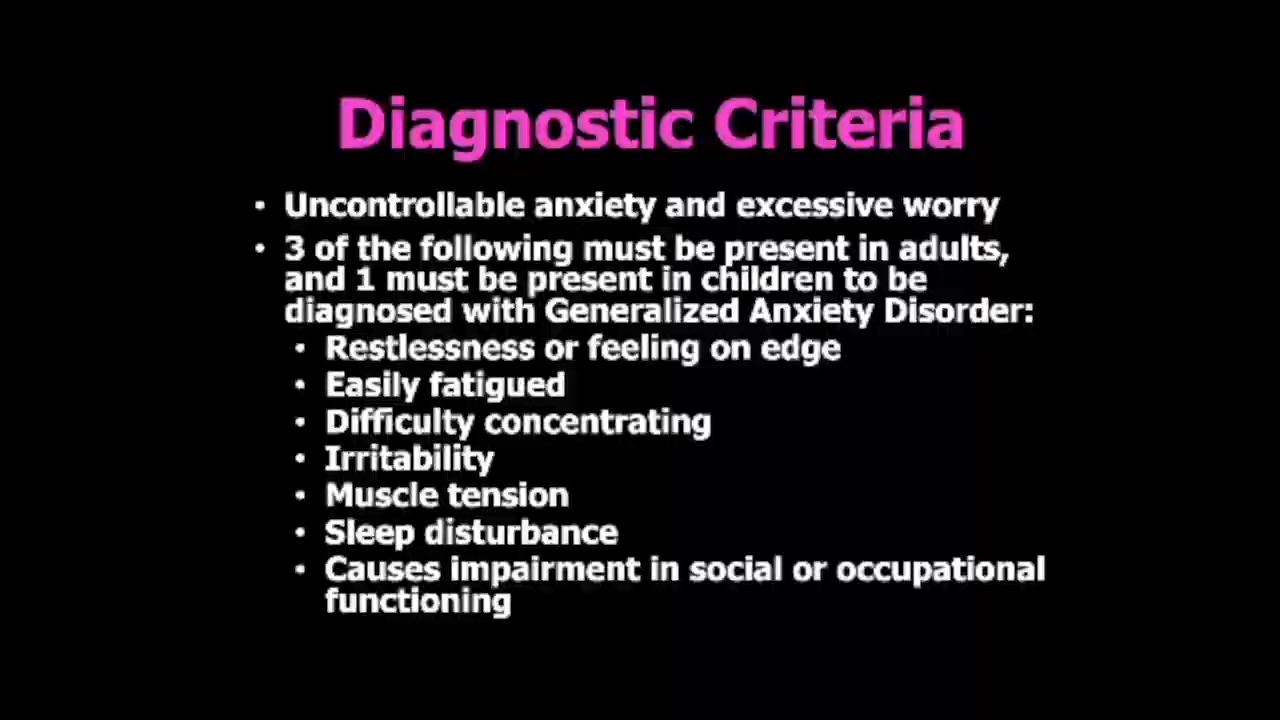 Diagnostic Criteria
• Uncontrollable anxiety and excessive worry
• 3 of the following must be present in adults,
and 1 must be present in children to be
diagnosed with Generalized Anxiety Disorder:
• Restlessness or feeling on edge
• Easily fatigued
• Difficulty concentrating
• Irritability
• Muscle tension
• Sleep disturbance
• Causes impairment in social or occupational
functioning